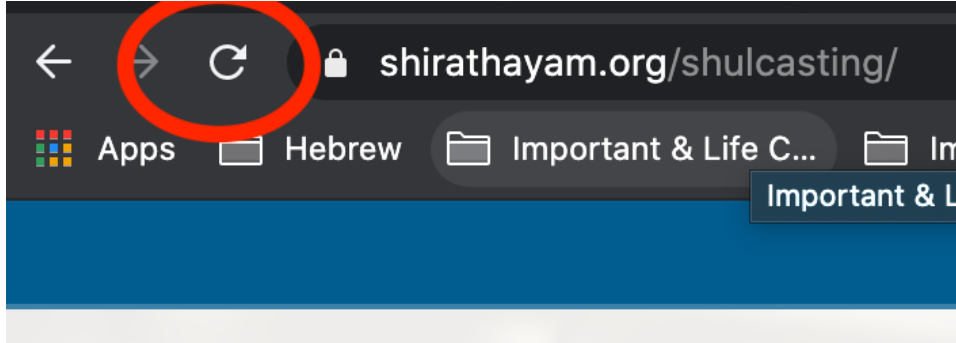 shirathayam.org/shulcasting/
Apps Hebrew Important & Life C...
Important &